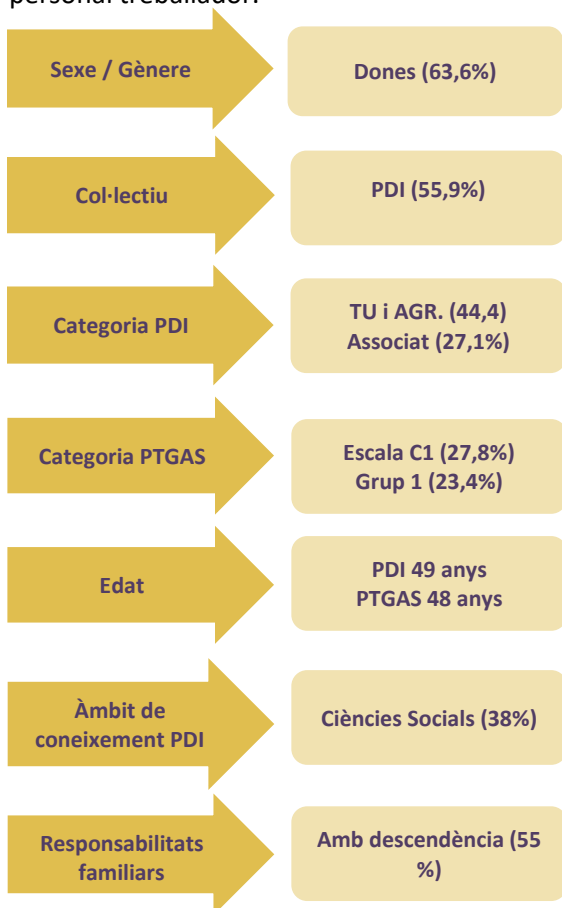 personal treballador.
Sexe / Gènere
Dones (63,6%)
Col·lectiu
PDI (55,9%)
Categoria PDI
TU i AGR. (44,4)
Associat (27,1%)
Categoria PTGAS
Escala C1 (27,8%)
Grup 1 (23,4%)
Edat
PDI 49 anys
PTGAS 48 anys
Àmbit de
coneixement PDI
Ciències Socials (38%)
Responsabilitats
familiars
Amb descendència (55
%)